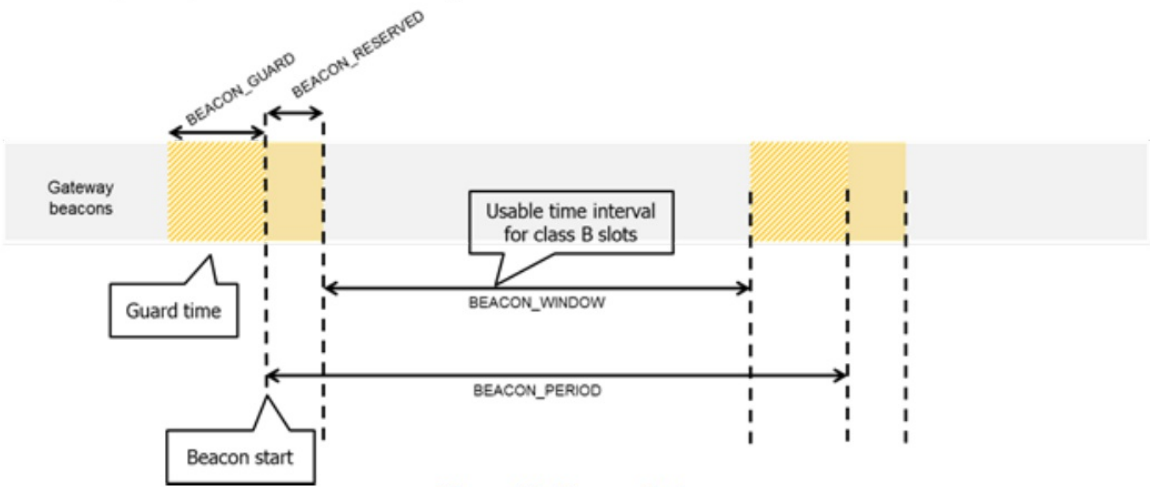 BEACON_GUARD
BEACON_RESERVED
Gateway
beacons
Usable time interval
for class B slots
BEACON_WINDOW
Guard time
BEACON_PERIOD
Beacon start